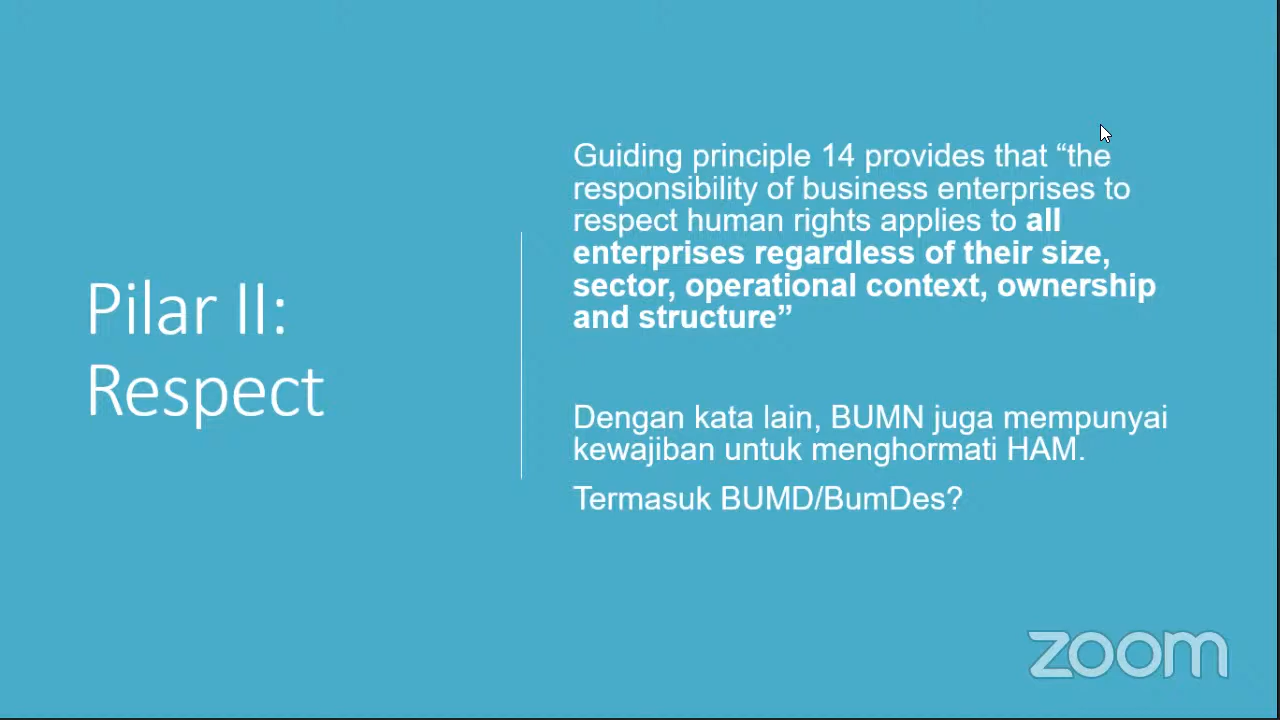 Pilar II:
Respect
Guiding principle 14 provides that “the
responsibility of business enterprises to
respect human rights applies to all
enterprises regardless of their size,
sector, operational context, ownership
and structure”
Dengan kata lain, BUMN juga mempunyai
kewajiban untuk menghormati HAM.
Termasuk BUMD/BumDes?
zoom